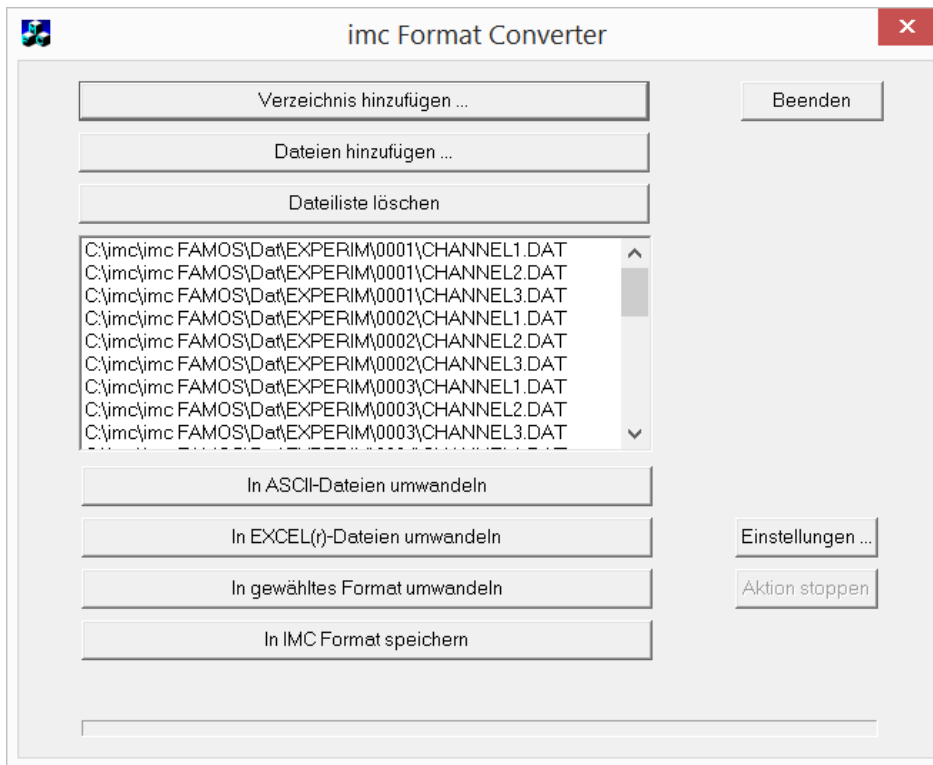 imc Format Converter
Verzeichnis hinzufügen ...
Beenden
Dateien hinzufügen ...
Dateiliste löschen
C:\imc\imc FAMOS\Dat\EXPERIM\0001\CHANNEL1.DAT
C:\imc\imc FAMOS\Dat\EXPERIM\0001\CHANNEL2.DAT
C:\imc\imc FAMOS\Dat\EXPERIM\0001\CHANNEL3.DAT
C:\imc\imc FAMOS\Dat\EXPERIM\0002\CHANNEL1.DAT
C:\imc\imc FAMOS\Dat\EXPERIM\0002\CHANNEL2.DAT
C:\imc\imc FAMOS\Dat\EXPERIM\0002\CHANNEL3.DAT
C:\imc\imc FAMOS\Dat\EXPERIM\0003\CHANNEL1.DAT
C:\imc\imc FAMOS\Dat\EXPERIM\0003\CHANNEL2.DAT
C:\imc\imc FAMOS\Dat\EXPERIM\0003\CHANNEL3.DAT
In ASCII-Dateien umwandeln
In EXCEL(r)-Dateien umwandeln
Einstellungen ...
In gewähltes Format umwandeln
Aktion stoppen
In IMC Format speichern